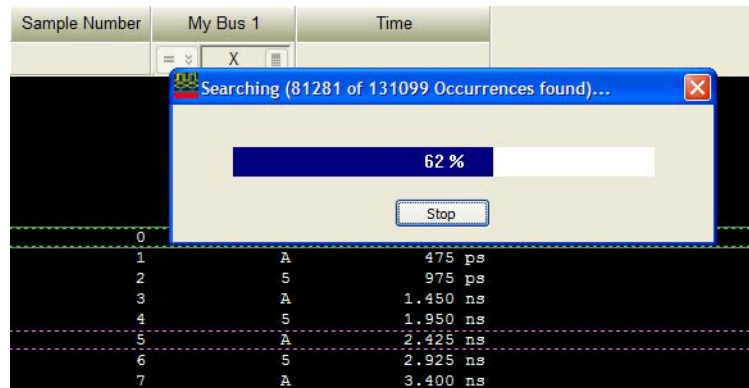 Sample Number My Bus 1 Time
= X
Searching (81281 of 131099 Occurrences found)...
62 %
Stop
0
1 A 475 ps
2 5 975 ps
3 A 1.450 ns
4 5 1.950 ns
5 A 2.425 ns
6 5 2.925 ns
7 A 3.400 ns